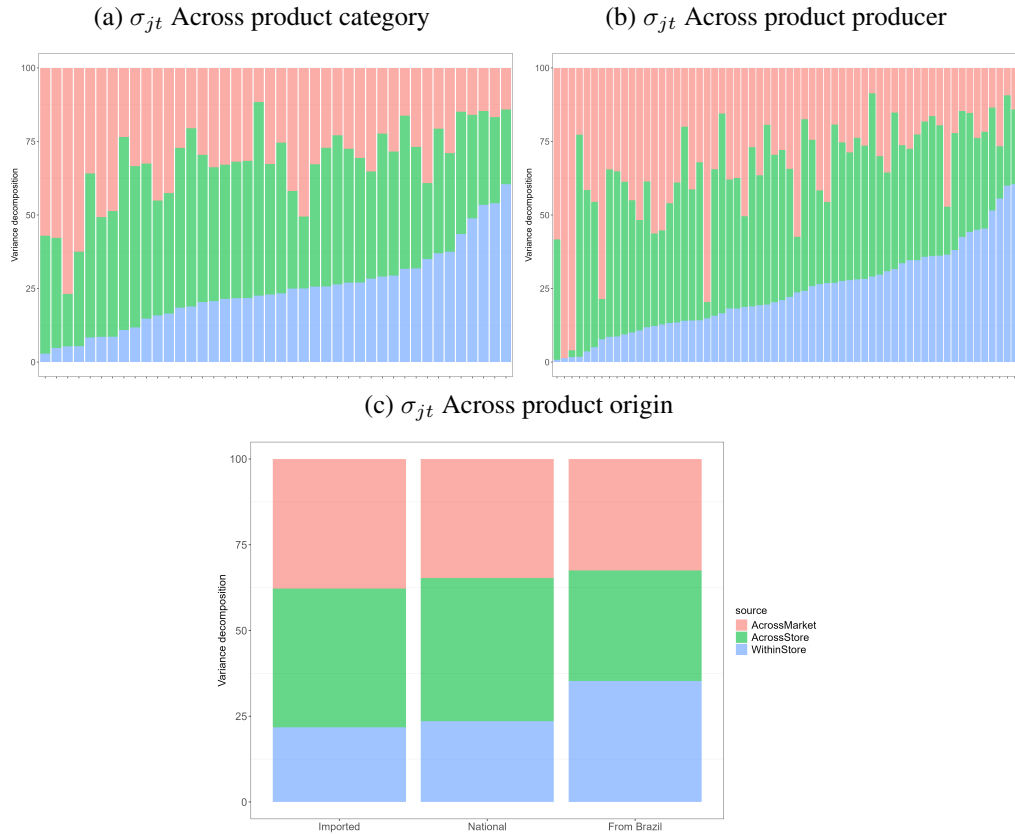 (a) σjt Across product category
(b) σjt Across product producer
100
75
50
25
0
Variance decomposition
100
75
50
25
0
Variance decomposition
(c) σjt Across product origin
100
75
50
25
0
Variance decomposition
Imported
National
From Brazil
source
AcrossMarket
AcrossStore
WithinStore